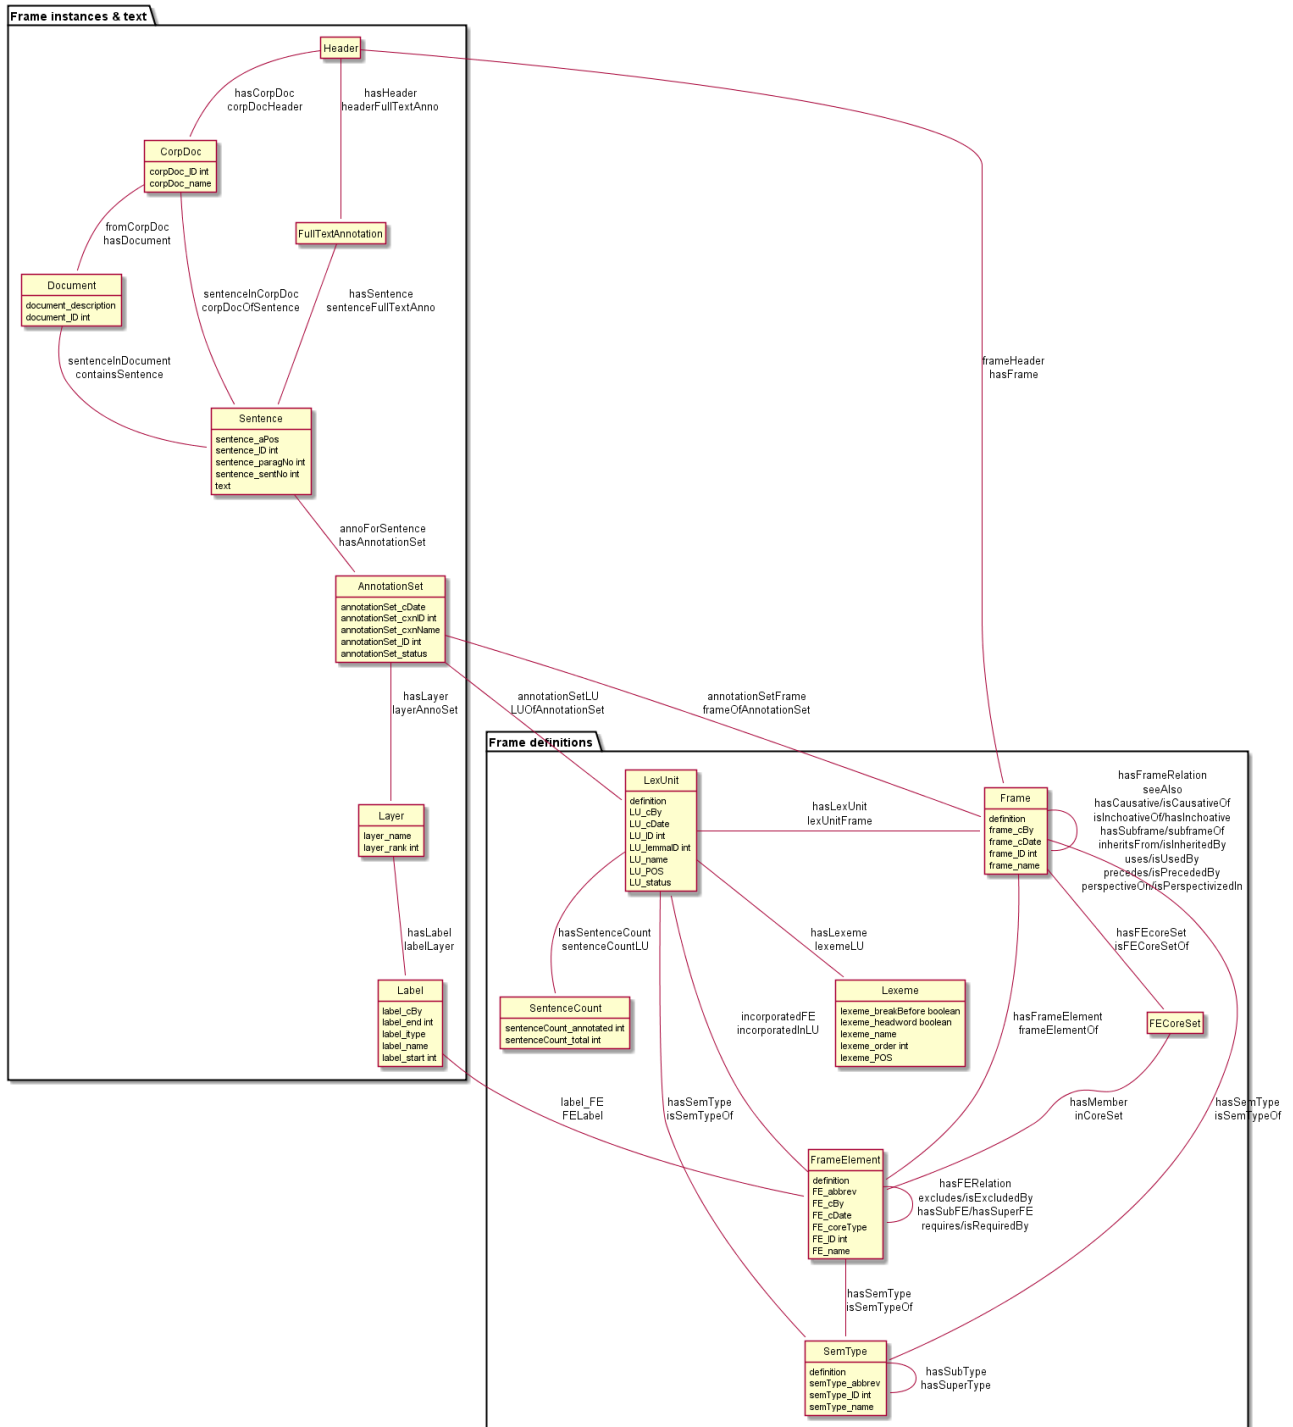 Frame instances & text
Header
hasCorpDoc
corpDocHeader
hasHeader
headerFullTextAnno
CorpDoc
corpDoc_ID int
corpDoc_name
FullTextAnnotation
fromCorpDoc
hasDocument
Document
document_description
document_ID int
sentenceInCorpDoc
corpDocOfSentence
hasSentence
sentenceFullTextAnno
sentenceInDocument
containsSentence
frameHeader
hasFrame
Sentence
sentence_aPos
sentence_ID int
sentence_paragNo int
sentence_sentNo int
text
annoForSentence
hasAnnotationSet
AnnotationSet
annotationSet_cDate
annotationSet_cxnID int
annotationSet_cxnName
annotationSet_ID int
annotationSet_status
hasLayer
layerAnnoSet
annotationSetLU
LUOfAnnotationSet
annotationSetFrame
frameOfAnnotationSet
Frame definitions
Layer
layer_name
layer_rank int
LexUnit
definition
LU_cBy
LU_cDate
LU_ID int
LU_lemmaID int
LU_name
LU_POS
LU_status
hasLexUnit
lexUnitFrame
Frame
definition
frame_cBy
frame_cDate
frame_ID int
frame_name
hasFrameRelation
seeAlso
hasCausative/isCausativeOf
isInchoativeOf/hasInchoative
hasSubframe/subframeOf
inheritsFrom/isInheritedBy
uses/isUsedBy
precedes/isPrecededBy
perspectiveOn/isPerspectivizedIn
hasLabel
labelLayer
hasSentenceCount
sentenceCountLU
hasLexeme
lexemeLU
hasFEcoreSet
isFECoreSetOf
Label
label_cBy
label_end int
label_itype
label_name
label_start int
SentenceCount
sentenceCount_annotated int
sentenceCount_total int
incorporatedFE
incorporatedInLU
Lexeme
lexeme_breakBefore boolean
lexeme_headword boolean
lexeme_name
lexeme_order int
lexeme_POS
hasFrameElement
frameElementOf
FECoreSet
label_FE
FELabel
hasSemType
isSemTypeOf
hasMember
inCoreSet
hasSemType
isSemTypeOf
FrameElement
definition
FE_abbrev
FE_cBy
FE_cDate
FE_coreType
FE_ID int
FE_name
hasFERelation
excludes/isExcludedBy
hasSubFE/hasSuperFE
requires/isRequiredBy
hasSemType
isSemTypeOf
SemType
definition
semType_abbrev
semType_ID int
semType_name
hasSubType
hasSuperType